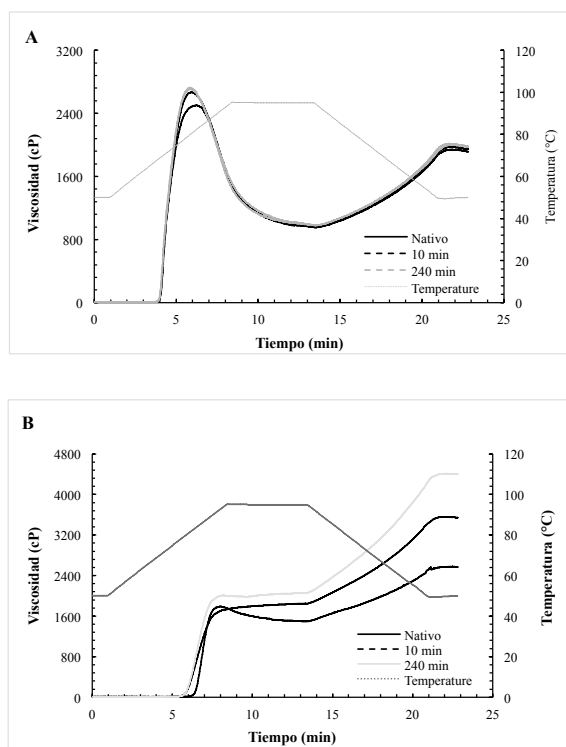 A
3200
2400
1600
800
0
120
100
80
60
40
20
0
Viscosidad (cP)
Temperatura (°C)
Nativo
10 min
240 min
Temperature
0 5 10 15 20 25
Tiempo (min)
B
4800
4000
3200
2400
1600
800
0
120
100
80
60
40
20
0
Viscosidad (cP)
Temperatura (°C)
Nativo
10 min
240 min
Temperature
0 5 10 15 20 25
Tiempo (min)